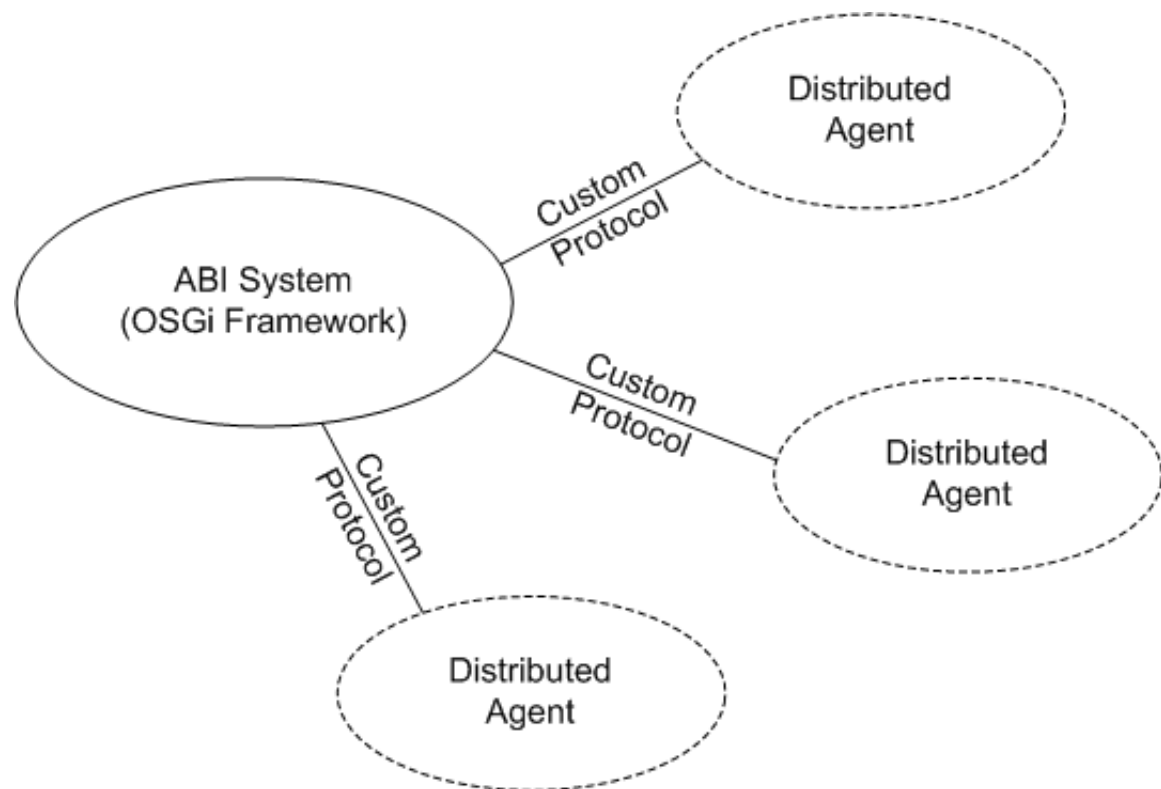 Distributed
Agent
Custom
Protocol
ABI System
(OSGi Framework)
Custom
Protocol
Distributed
Agent
Custom
Protocol
Distributed
Agent